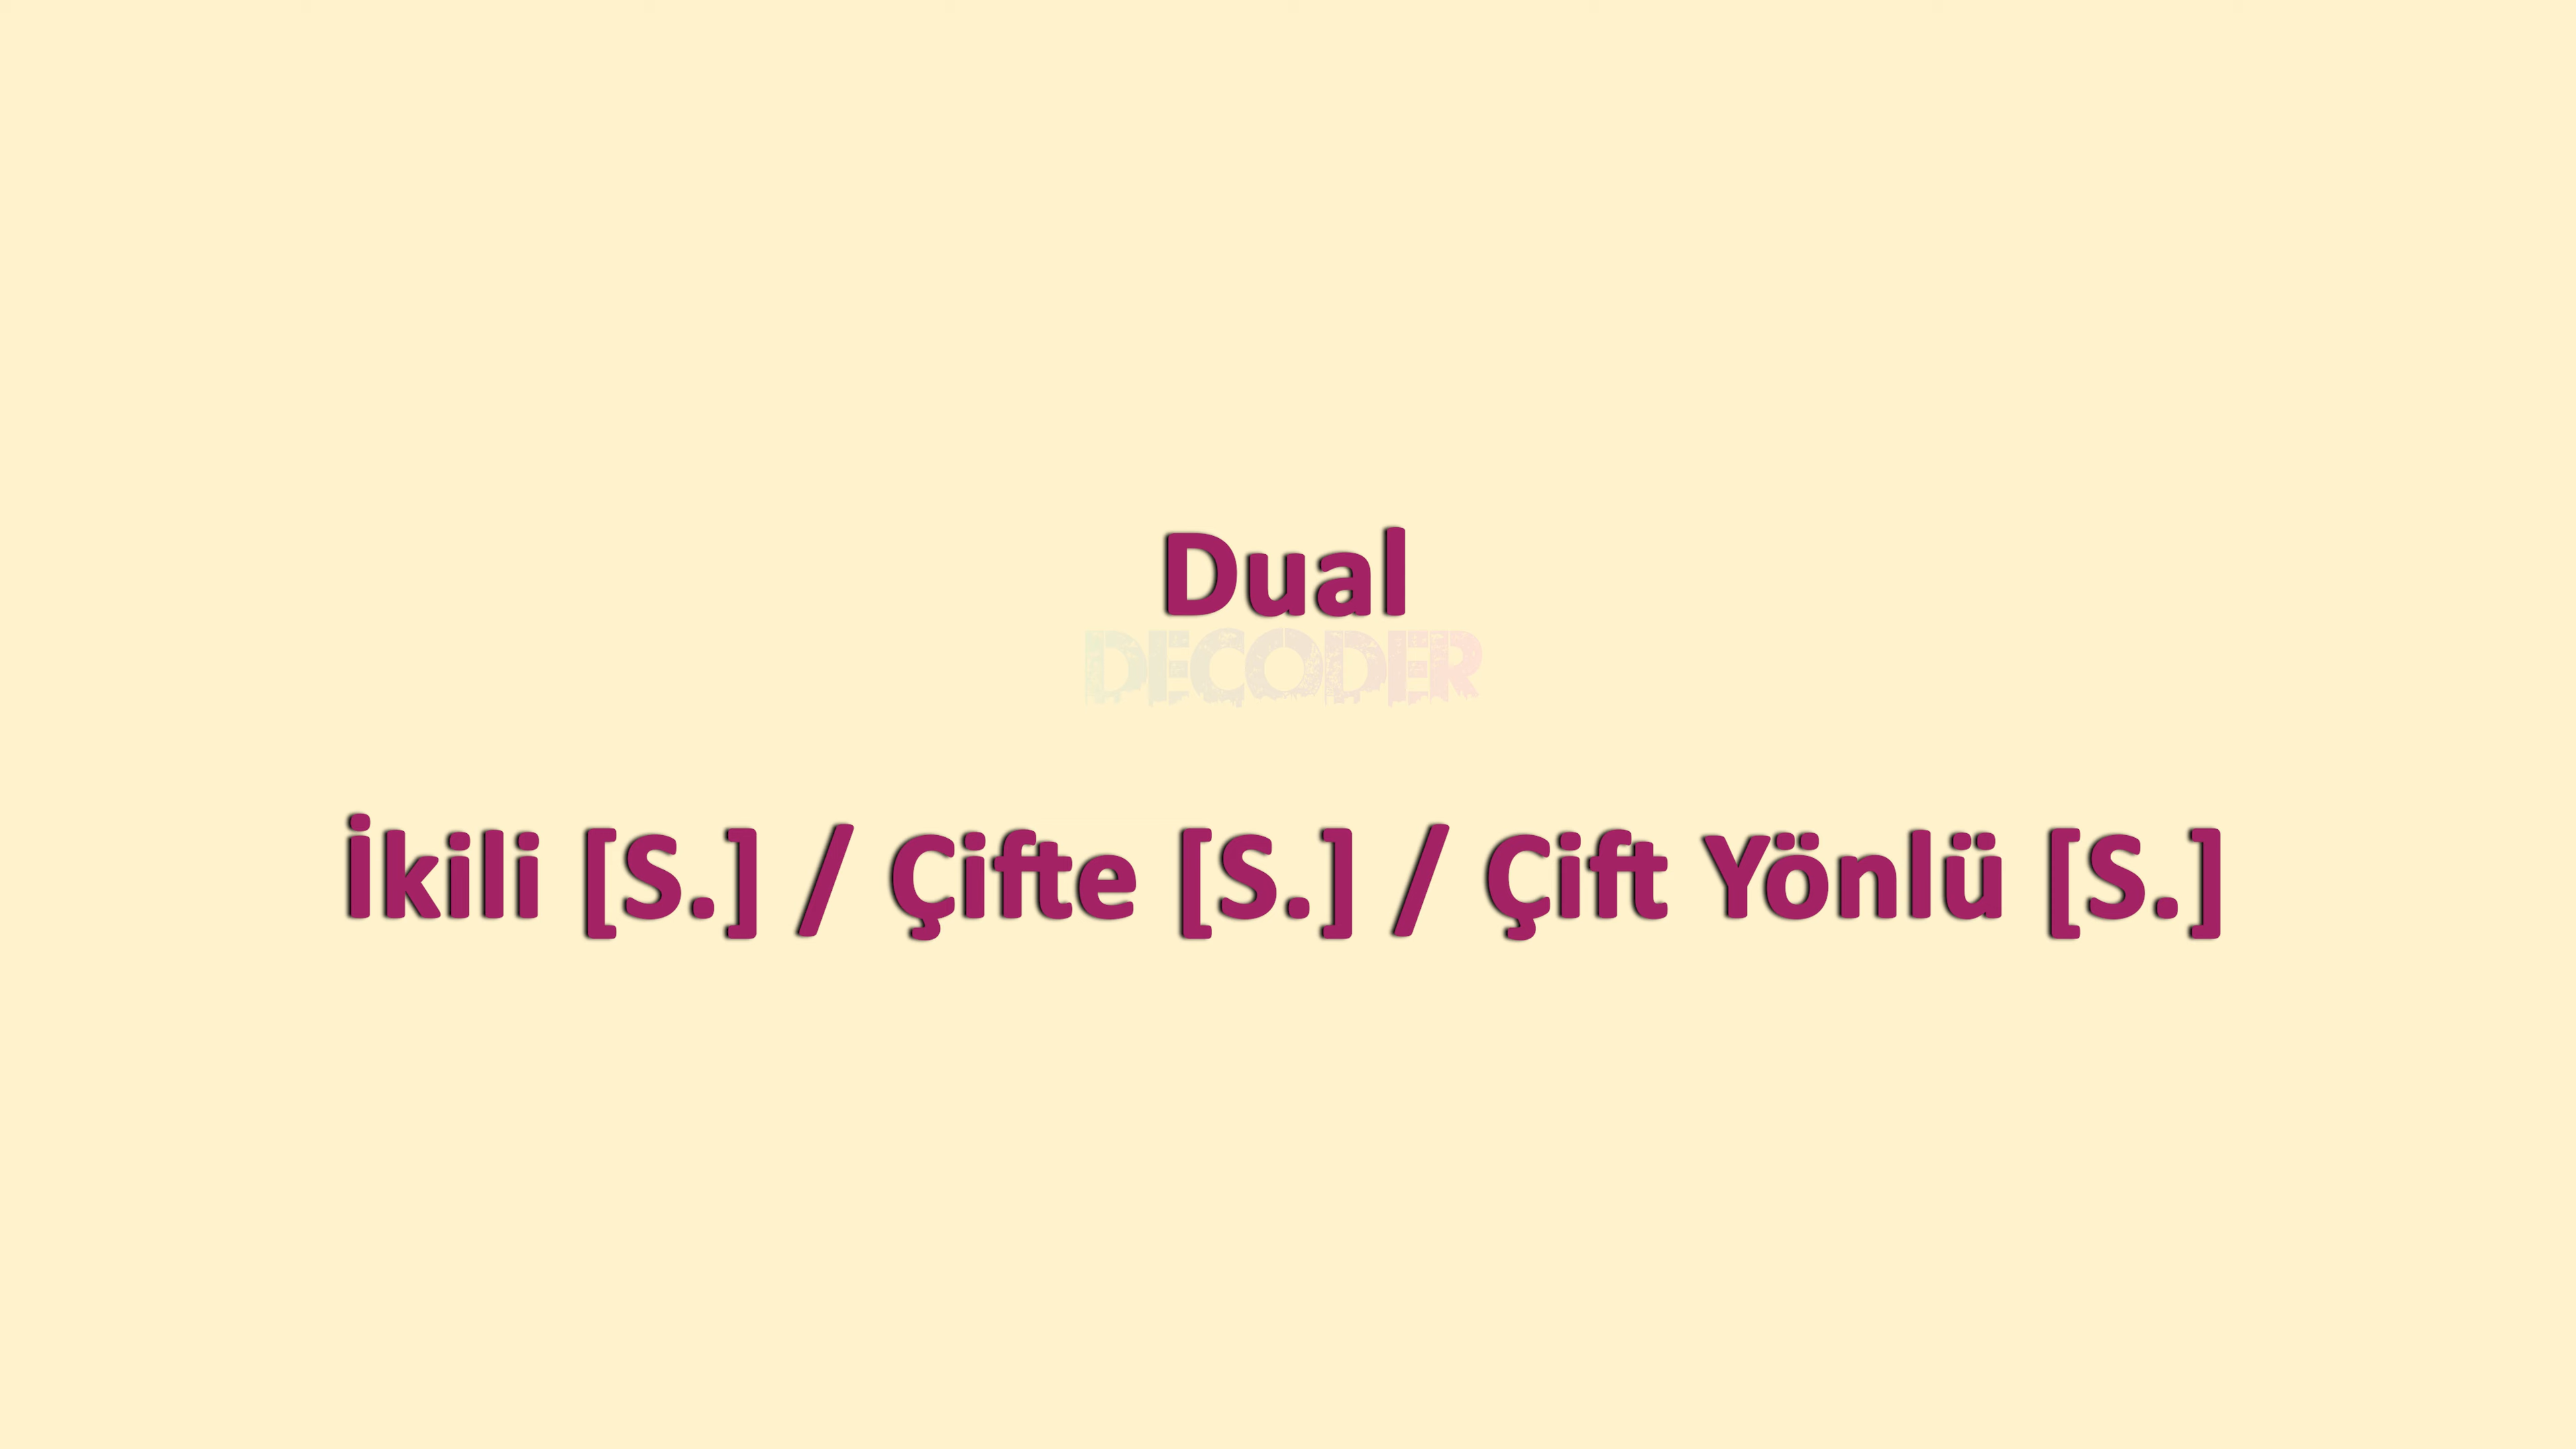 Dual
DECODER
İkili [S.] / Çifte [S.] / Çift Yönlü [S.]